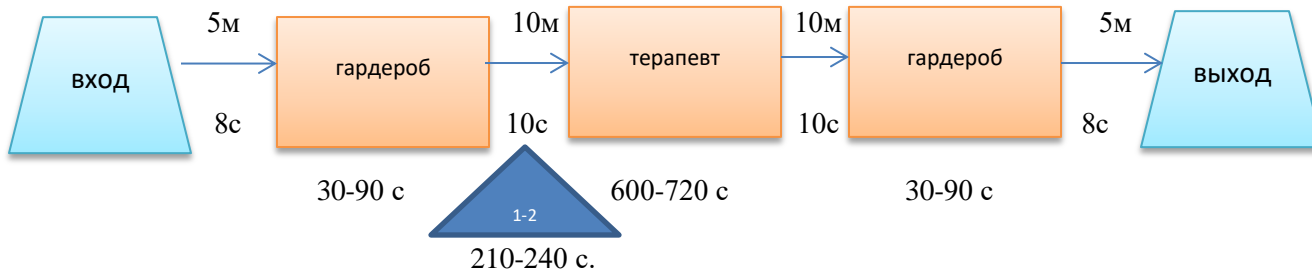 5м 10м 10м 5м
вход гардероб терапевт гардероб выход
8с 10с 10с 8с
30-90 с 600-720 с 30-90 с
1-2
210-240 с.